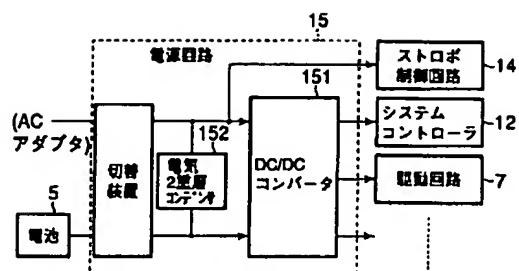 15
電源回路
ストロボ
制御回路
14
151
(AC
アダプタ)
152
システム
コントローラ
12
切替
装置
電気
2重層
コンデンサ
DC/DC
コンバータ
5
電池
駆動回路
7